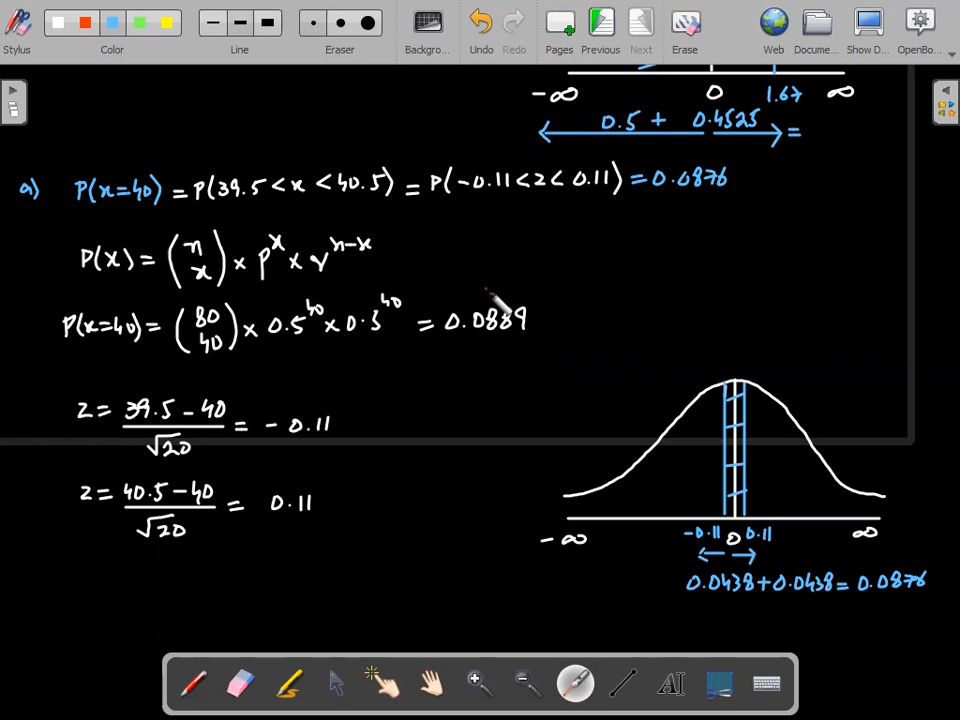 Stylus Color Line Eraser Backgro... Undo Redo Pages Previous Next Erase Web Docume... Show D... OpenBo...
-∞ 0 1.67 ∞
0.5 + 0.4525 =
a) P(x=40) = P(39.5 < x < 40.5) = P(-0.11 < z < 0.11) = 0.0876
P(x) = (n x) × p^x × q^n-x
P(x=40) = (80 40) × 0.5^40 × 0.5^40 = 0.0889
z = 39.5 - 40 / √20 = - 0.11
z = 40.5 - 40 / √20 = 0.11
-∞ -0.11 0 0.11 ∞
0.0438 + 0.0438 = 0.0876